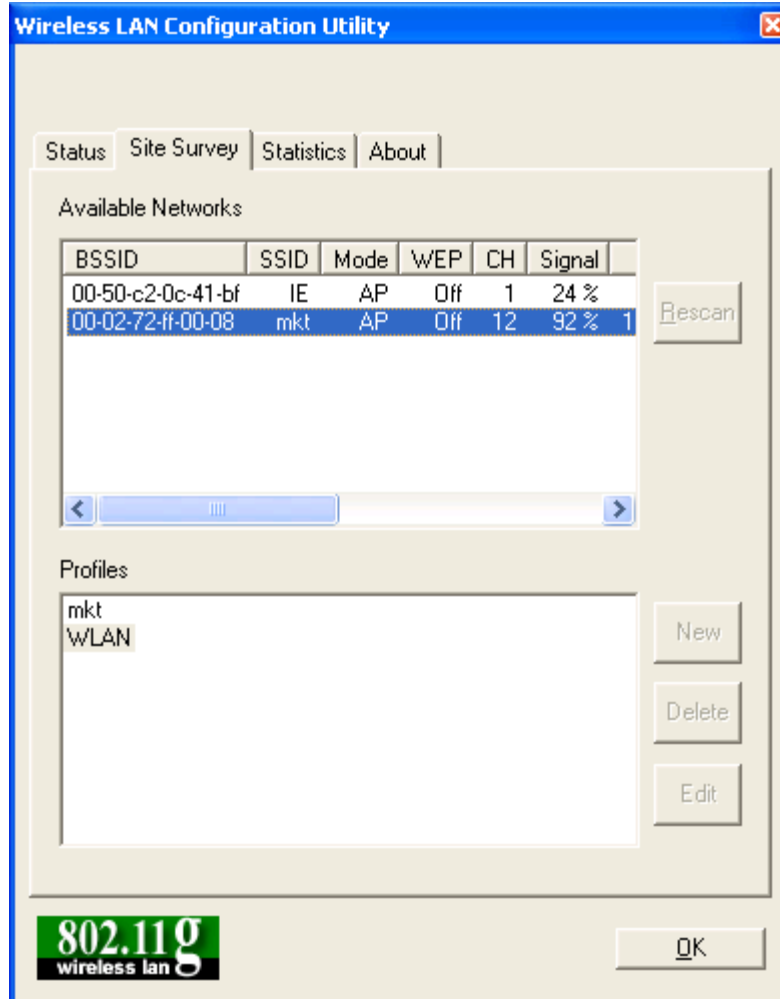 Wireless LAN Configuration Utility
Status Site Survey Statistics About
Available Networks
BSSID SSID Mode WEP CH Signal
00-50-c2-0c-41-bf IE AP Off 1 24 %
00-02-72-ff-00-08 mkt AP Off 12 92 % 1
Rescan
Profiles
mkt
WLAN
New
Delete
Edit
802.11g
wireless lan
OK